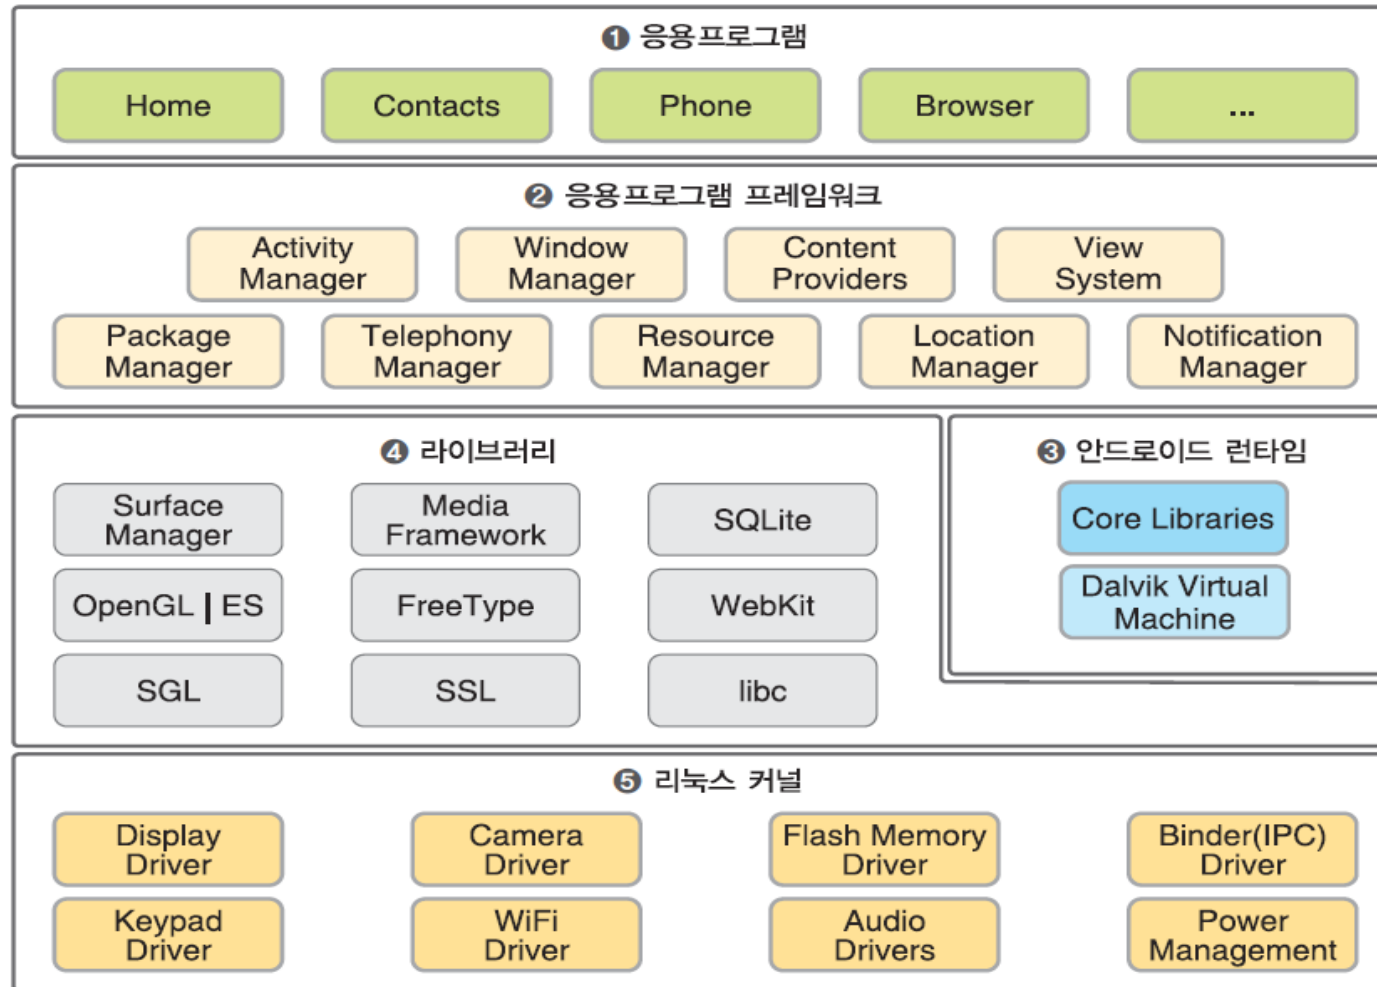 ❶ 응용프로그램
Home
Contacts
Phone
Browser
...
❷ 응용프로그램 프레임워크
Activity
Manager
Window
Manager
Content
Providers
View
System
Package
Manager
Telephony
Manager
Resource
Manager
Location
Manager
Notification
Manager
❹ 라이브러리
Surface
Manager
Media
Framework
SQLite
OpenGL | ES
FreeType
WebKit
SGL
SSL
libc
❸ 안드로이드 런타임
Core Libraries
Dalvik Virtual
Machine
❺ 리눅스 커널
Display
Driver
Camera
Driver
Flash Memory
Driver
Binder(IPC)
Driver
Keypad
Driver
WiFi
Driver
Audio
Drivers
Power
Management